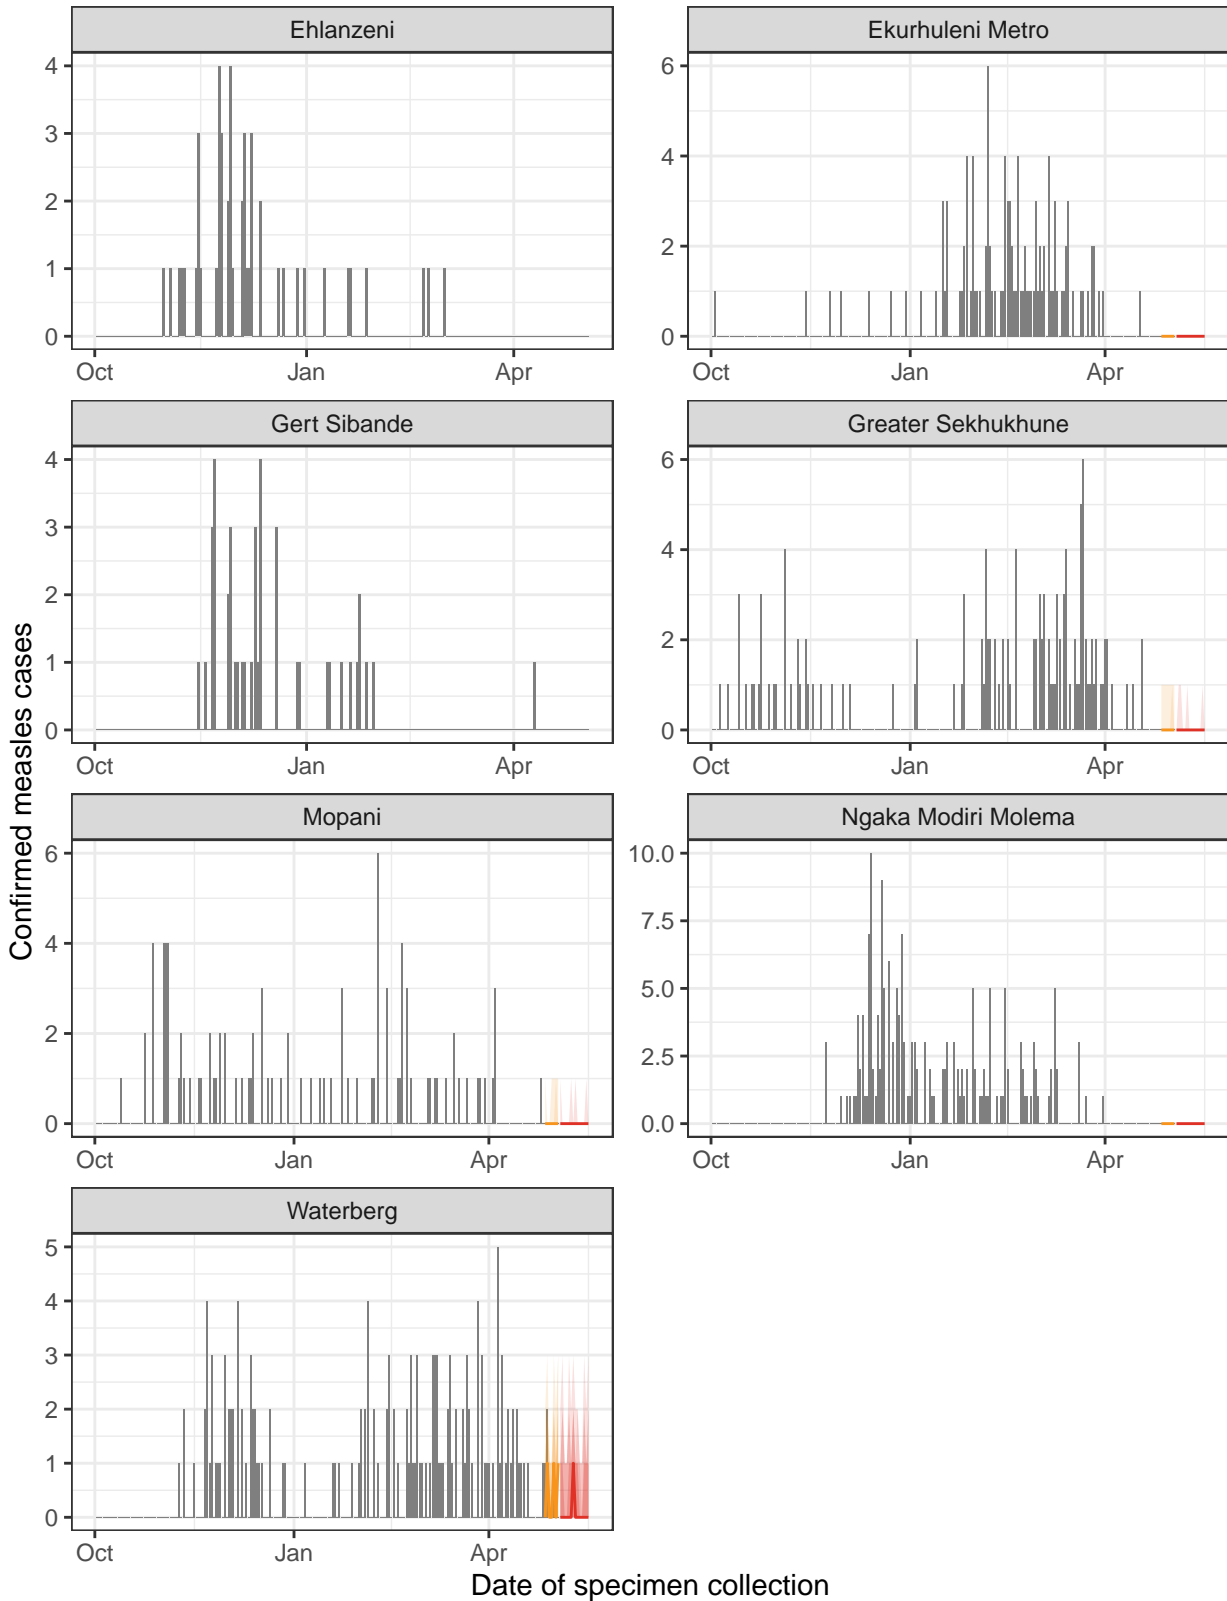 Ehlanzeni
4
3
2
1
0
Oct
Jan
Apr
Ekurhuleni Metro
6
4
2
0
Oct
Jan
Apr
Gert Sibande
4
3
2
1
0
Oct
Jan
Apr
Greater Sekhukhune
6
4
2
0
Oct
Jan
Apr
Confirmed measles cases
Mopani
6
4
2
0
Oct
Jan
Apr
Ngaka Modiri Molema
10.0
7.5
5.0
2.5
0.0
Oct
Jan
Apr
Waterberg
5
4
3
2
1
0
Oct
Jan
Apr
Date of specimen collection